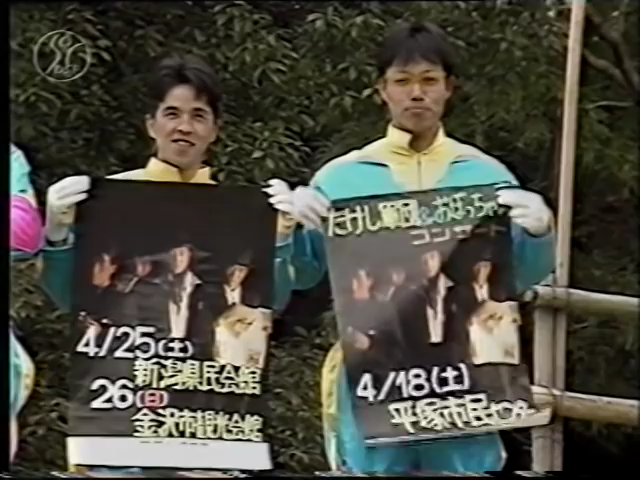 4/25(土)
新潟県民会館
26(日)
金沢市観光会館
たけし軍団&おぼっちゃま
コンサート
4/18(土)
平塚市民センター